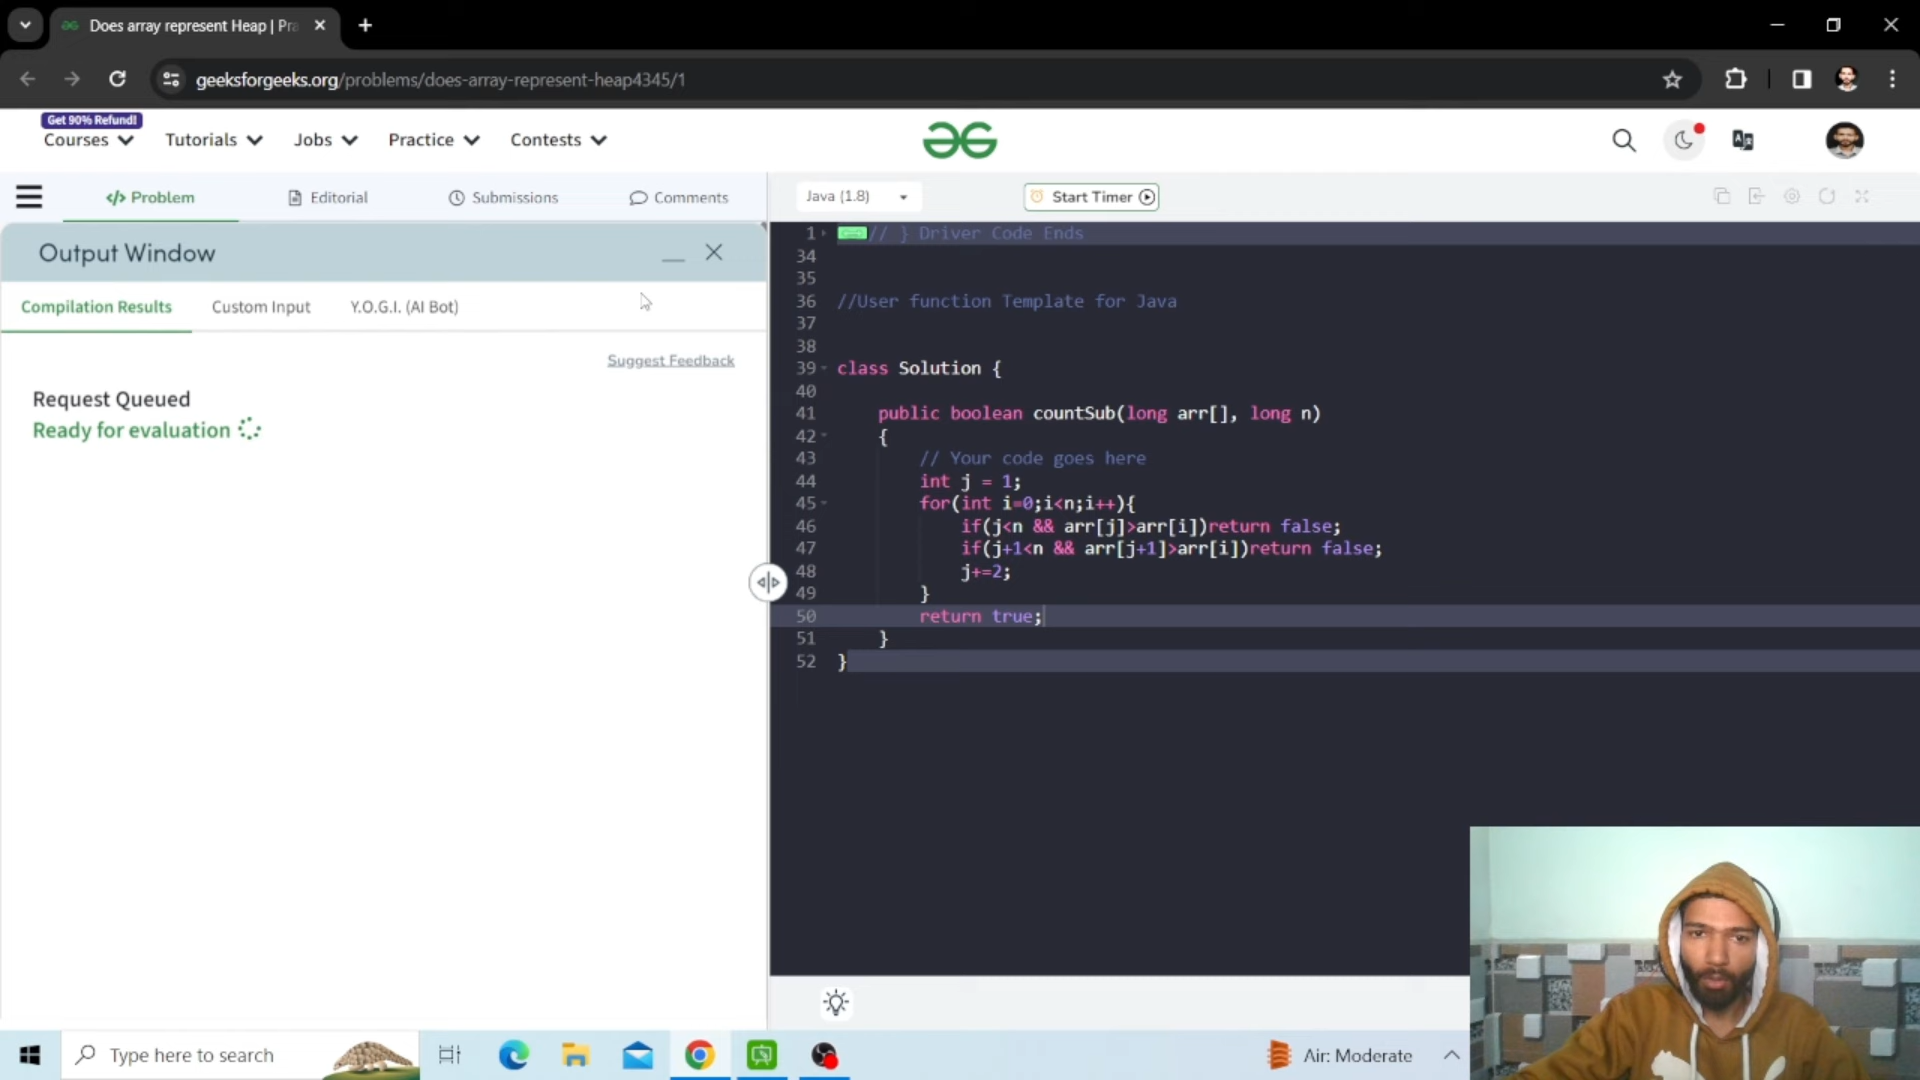 Does array represent Heap | Pra
geeksforgeeks.org/problems/does-array-represent-heap4345/1
Get 90% Refund!
Courses
Tutorials
Jobs
Practice
Contests
Problem
Editorial
Submissions
Comments
Java (1.8)
Start Timer
Output Window
Compilation Results
Custom Input
Y.O.G.I. (AI Bot)
Suggest Feedback
Request Queued
Ready for evaluation
1 // } Driver Code Ends
34
35
36 //User function Template for Java
37
38
39 class Solution {
40
41 public boolean countSub(long arr[], long n)
42 {
43 // Your code goes here
44 int j = 1;
45 for(int i=0;i<n;i++){
46 if(j<n && arr[j]>arr[i])return false;
47 if(j+1<n && arr[j+1]>arr[i])return false;
48 j+=2;
49 }
50 return true;
51 }
52 }
Type here to search
Air: Moderate